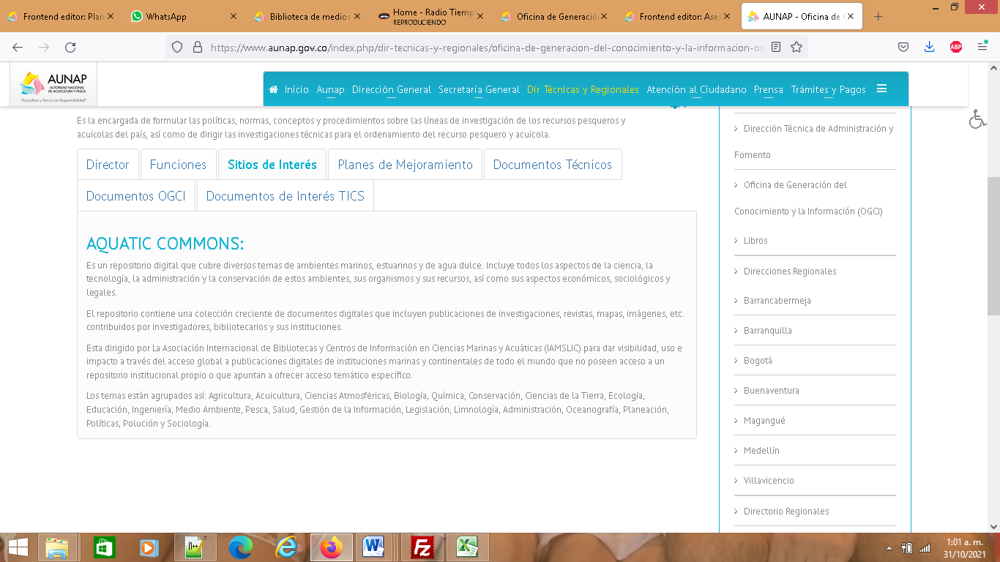 Frontend editor: Plan
WhatsApp
Biblioteca de medios
Home - Radio Tiemp
REPRODUCIENDO
Oficina de Generació
Frontend editor: Ases
AUNAP - Oficina de G
https://www.aunap.gov.co/index.php/dir-tecnicas-y-regionales/oficina-de-generacion-del-conocimiento-y-la-informacion-og
ABP
AUNAP
AUTORIDAD NACIONAL
DE ACUICULTURA Y PESCA
"Acuicultura y Pesca con Responsabilidad"
Inicio Aunap Dirección General Secretaría General Dir Técnicas y Regionales Atención al Ciudadano Prensa Trámites y Pagos
Es la encargada de formular las políticas, normas, conceptos y procedimientos sobre las líneas de investigación de los recursos pesqueros y
acuícolas del país, así como de dirigir las investigaciones técnicas para el ordenamiento del recurso pesquero y acuícola.
Director Funciones Sitios de Interés Planes de Mejoramiento Documentos Técnicos
Documentos OGCI Documentos de Interés TICS
AQUATIC COMMONS:
Es un repositorio digital que cubre diversos temas de ambientes marinos, estuarinos y de agua dulce. Incluye todos los aspectos de la ciencia, la
tecnología, la administración y la conservación de estos ambientes, sus organismos y sus recursos, así como sus aspectos económicos, sociológicos y
legales.
El repositorio contiene una colección creciente de documentos digitales que incluyen publicaciones de investigaciones, revistas, mapas, imágenes, etc.
contribuidos por investigadores, bibliotecarios y sus instituciones.
Esta dirigido por La Asociación Internacional de Bibliotecas y Centros de Información en Ciencias Marinas y Acuáticas (IAMSLIC) para dar visibilidad, uso e
impacto a través del acceso global a publicaciones digitales de instituciones marinas y continentales de todo el mundo que no poseen acceso a un
repositorio institucional propio o que apuntan a ofrecer acceso temático específico.
Los temas están agrupados así: Agricultura, Acuicultura, Ciencias Atmosféricas, Biología, Química, Conservación, Ciencias de la Tierra, Ecología,
Educación, Ingeniería, Medio Ambiente, Pesca, Salud, Gestión de la Información, Legislación, Limnología, Administración, Oceanografía, Planeación,
Políticas, Polución y Sociología.
Dirección Técnica de Administración y
Fomento
Oficina de Generación del
Conocimiento y la Información (OGCI)
Libros
Direcciones Regionales
Barrancabermeja
Barranquilla
Bogotá
Buenaventura
Magangué
Medellín
Villavicencio
Directorio Regionales
1:01 a. m.
31/10/2021